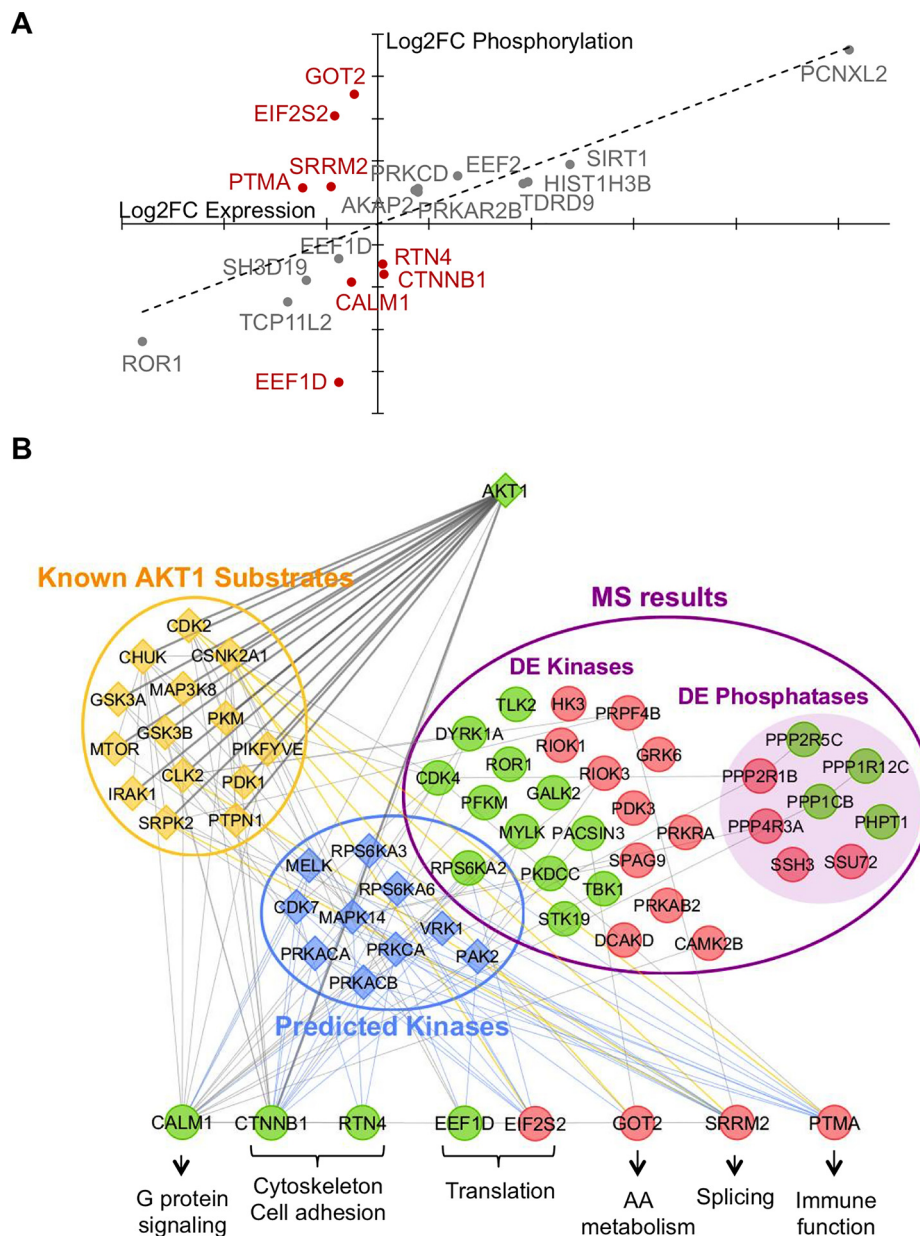 A
Log2FC Phosphorylation
PCNXL2
GOT2
EIF2S2
SRRM2
PTMA
PRKCD
EEF2
SIRT1
HIST1H3B
TDRD9
AKAP2
PRKAR2B
Log2FC Expression
EEF1D
RTN4
SH3D19
CTNNB1
CALM1
TCP11L2
ROR1
EEF1D
B
AKT1
Known AKT1 Substrates
CDK2
CHUK
CSNK2A1
GSK3A
MAP3K8
PKM
GSK3B
MTOR
PIKFYVE
CLK2
PDK1
IRAK1
SRPK2
PTPN1
MS results
DE Kinases
DE Phosphatases
TLK2
HK3
PRPF4B
DYRK1A
RIOK1
GRK6
ROR1
RIOK3
CDK4
GALK2
PFKM
PDK3
MYLK
PACSIN3
PRKRA
SPAG9
RPS6KA2
PKDCC
TBK1
PRKAB2
STK19
DCAKD
CAMK2B
PPP2R5C
PPP1R12C
PPP2R1B
PPP1CB
PPP4R3A
PHPT1
SSH3
SSU72
RPS6KA3
MELK
RPS6KA6
CDK7
MAPK14
VRK1
PRKACA
PRKCA
PAK2
PRKACB
Predicted Kinases
CALM1
CTNNB1
RTN4
EEF1D
EIF2S2
GOT2
SRRM2
PTMA
G protein
signaling
Cytoskeleton
Cell adhesion
Translation
AA
metabolism
Splicing
Immune
function